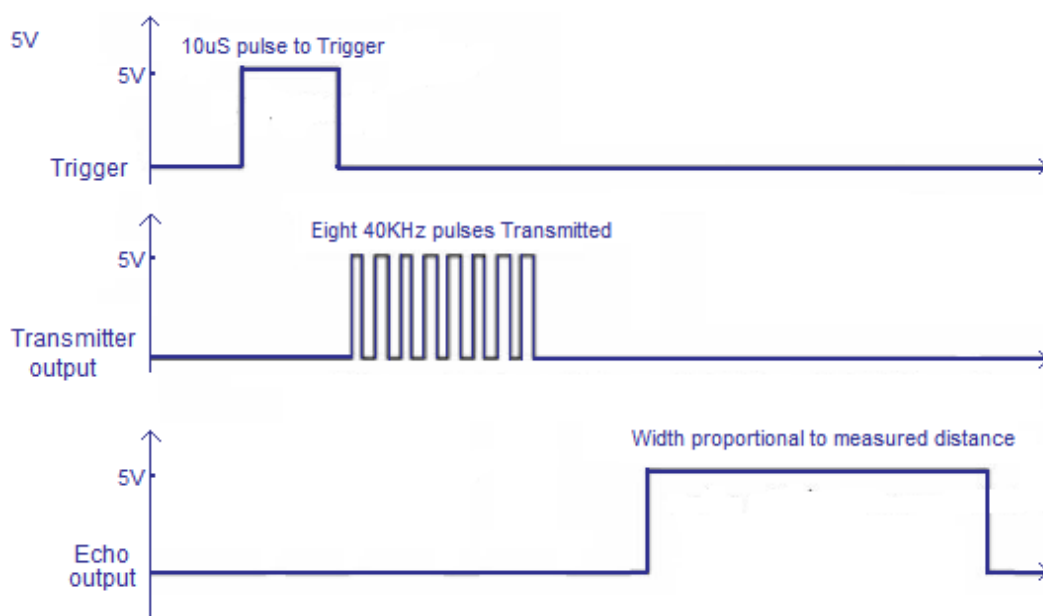 5V
10uS pulse to Trigger
5V
Trigger
Eight 40KHz pulses Transmitted
5V
Transmitter
output
Width proportional to measured distance
5V
Echo
output